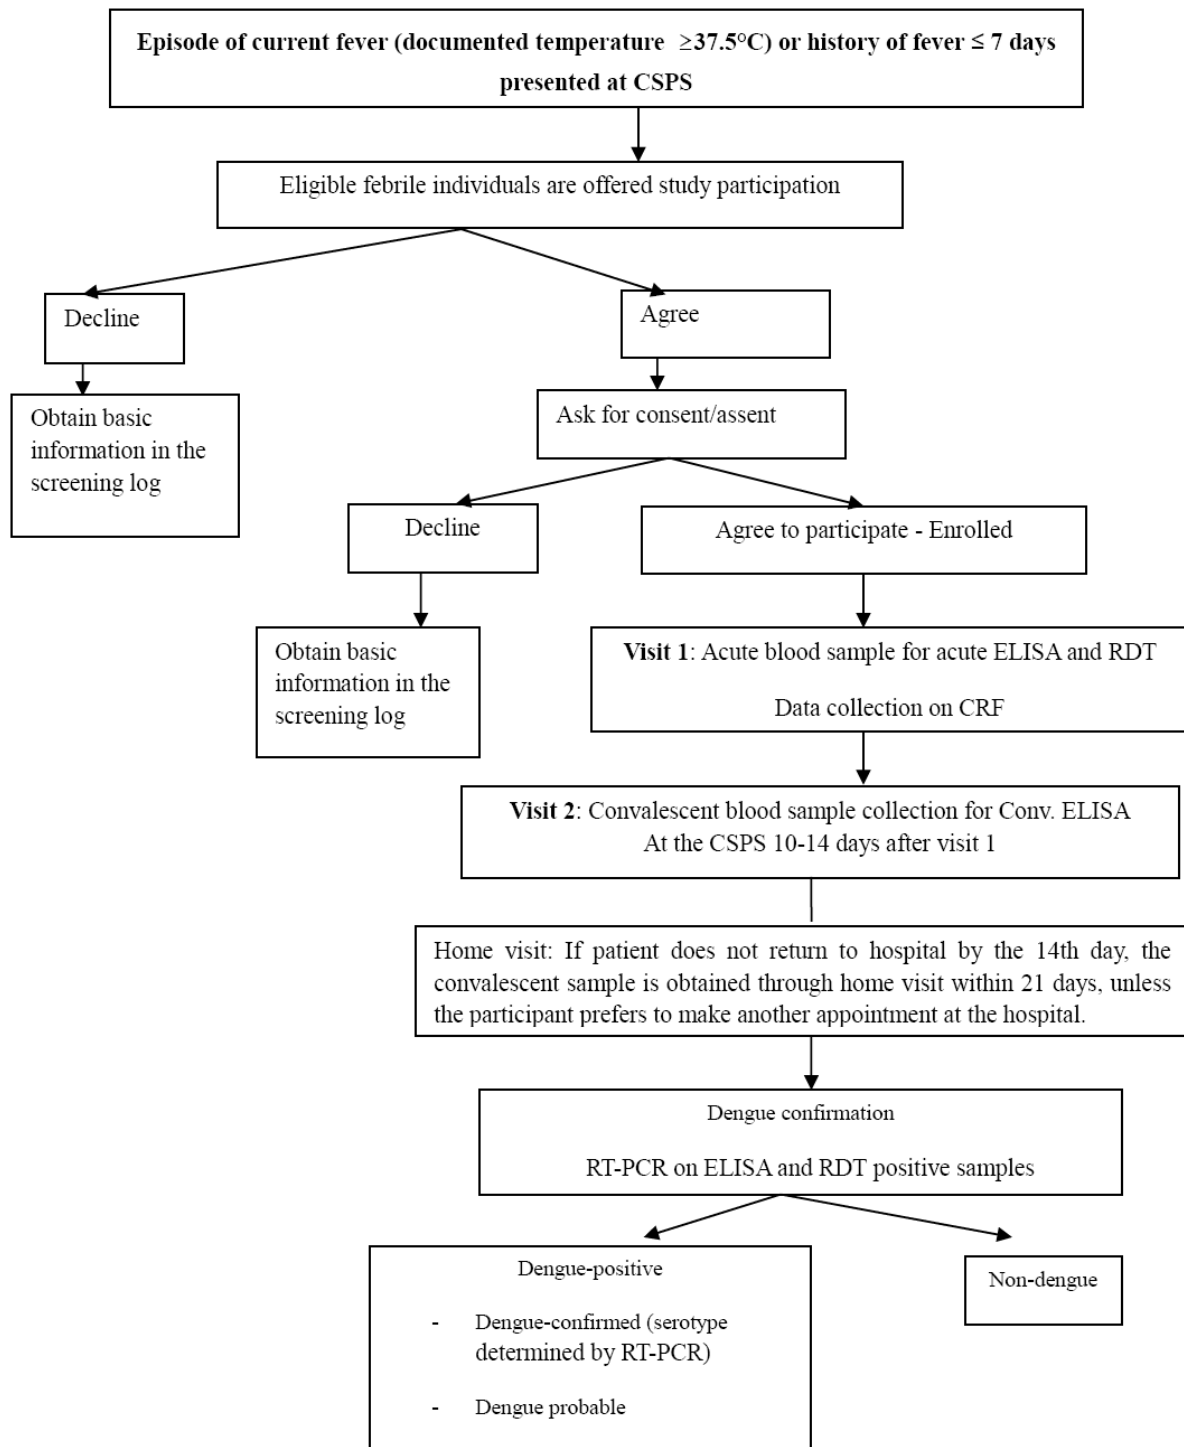 Episode of current fever (documented temperature ≥37.5°C) or history of fever ≤ 7 days
presented at CSPS
Eligible febrile individuals are offered study participation
Decline
Agree
Obtain basic
information in the
screening log
Ask for consent/assent
Decline
Agree to participate - Enrolled
Obtain basic
information in the
screening log
Visit 1: Acute blood sample for acute ELISA and RDT
Data collection on CRF
Visit 2: Convalescent blood sample collection for Conv. ELISA
At the CSPS 10-14 days after visit 1
Home visit: If patient does not return to hospital by the 14th day, the
convalescent sample is obtained through home visit within 21 days, unless
the participant prefers to make another appointment at the hospital.
Dengue confirmation
RT-PCR on ELISA and RDT positive samples
Dengue-positive
- Dengue-confirmed (serotype
determined by RT-PCR)
- Dengue probable
Non-dengue